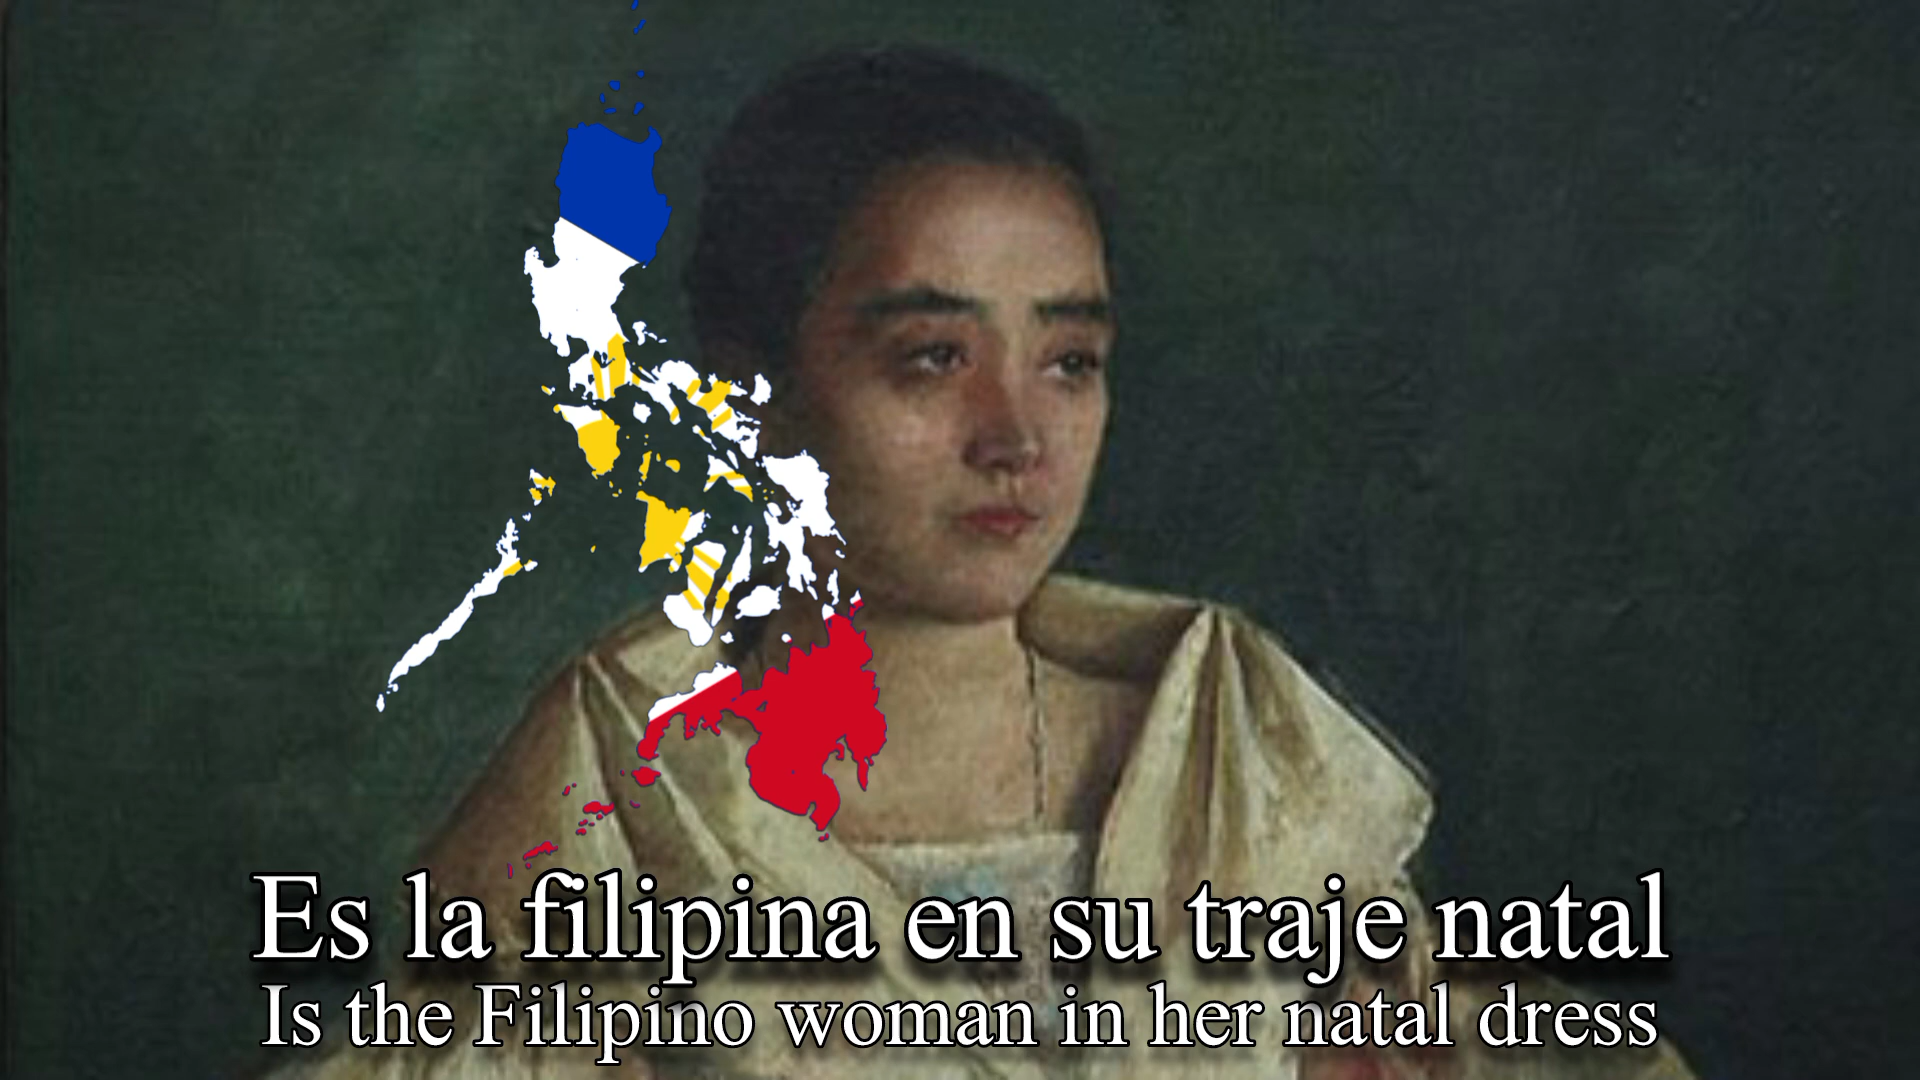 Es la filipina en su traje natal
Is the Filipino woman in her natal dress